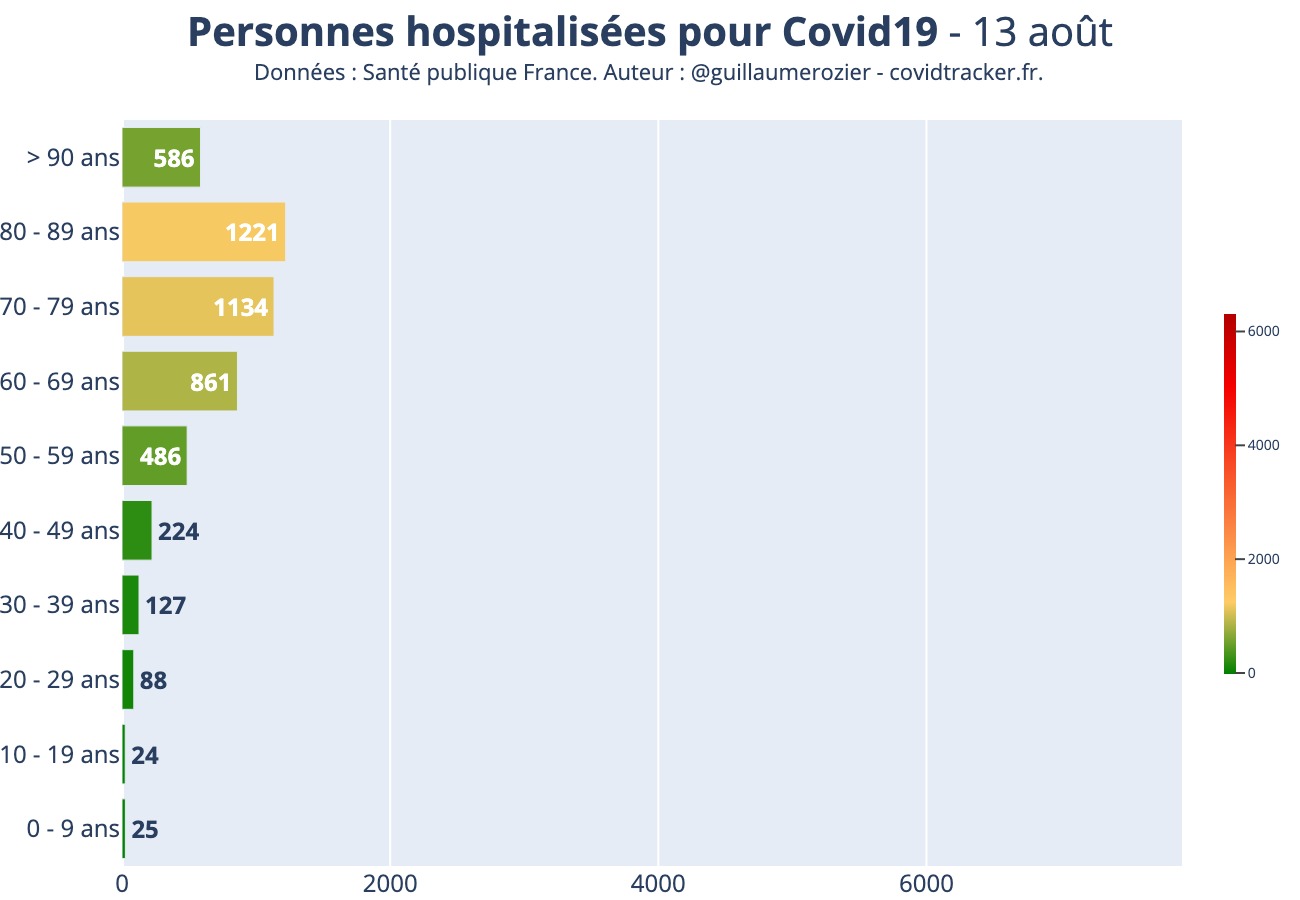 Personnes hospitalisées pour Covid19 - 13 août
Données : Santé publique France. Auteur : @guillaumerozier - covidtracker.fr.
> 90 ans 586
80 - 89 ans 1221
70 - 79 ans 1134
60 - 69 ans 861
50 - 59 ans 486
40 - 49 ans 224
30 - 39 ans 127
20 - 29 ans 88
10 - 19 ans 24
0 - 9 ans 25
0 2000 4000 6000
6000
4000
2000
0